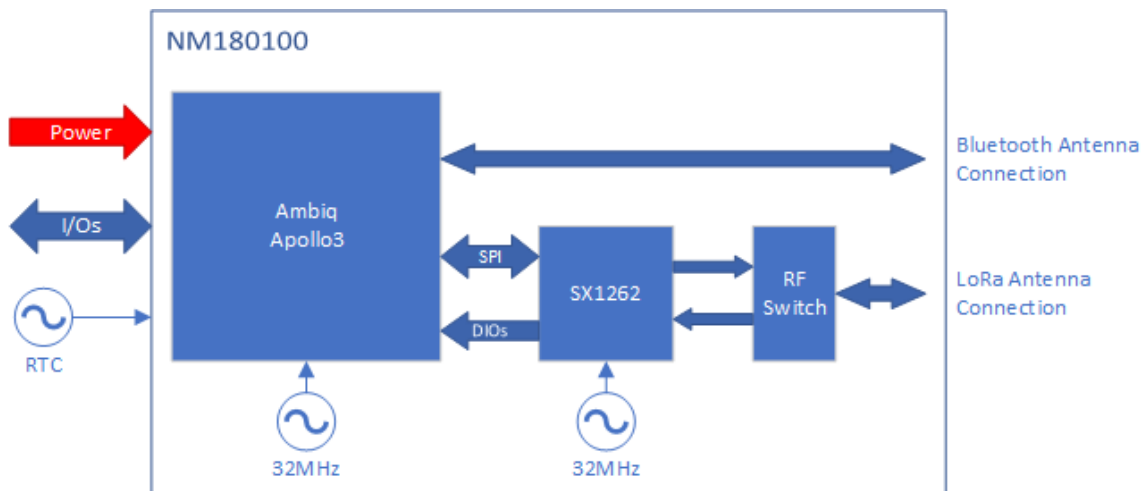 NM180100
Power
Bluetooth Antenna
Connection
I/Os
Ambiq
Apollo3
SPI
SX1262
RF
Switch
LoRa Antenna
Connection
DIOs
RTC
32MHz
32MHz